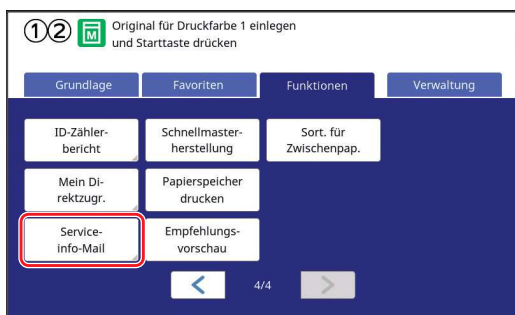 ①② Original für Druckfarbe 1 einlegen
und Starttaste drücken
Grundlage Favoriten Funktionen Verwaltung
ID-Zähler-
bericht
Schnellmaster-
herstellung
Sort. für
Zwischenpap.
Mein Di-
rektzugr.
Papierspeicher
drucken
Service-
info-Mail
Empfehlungs-
vorschau
4/4